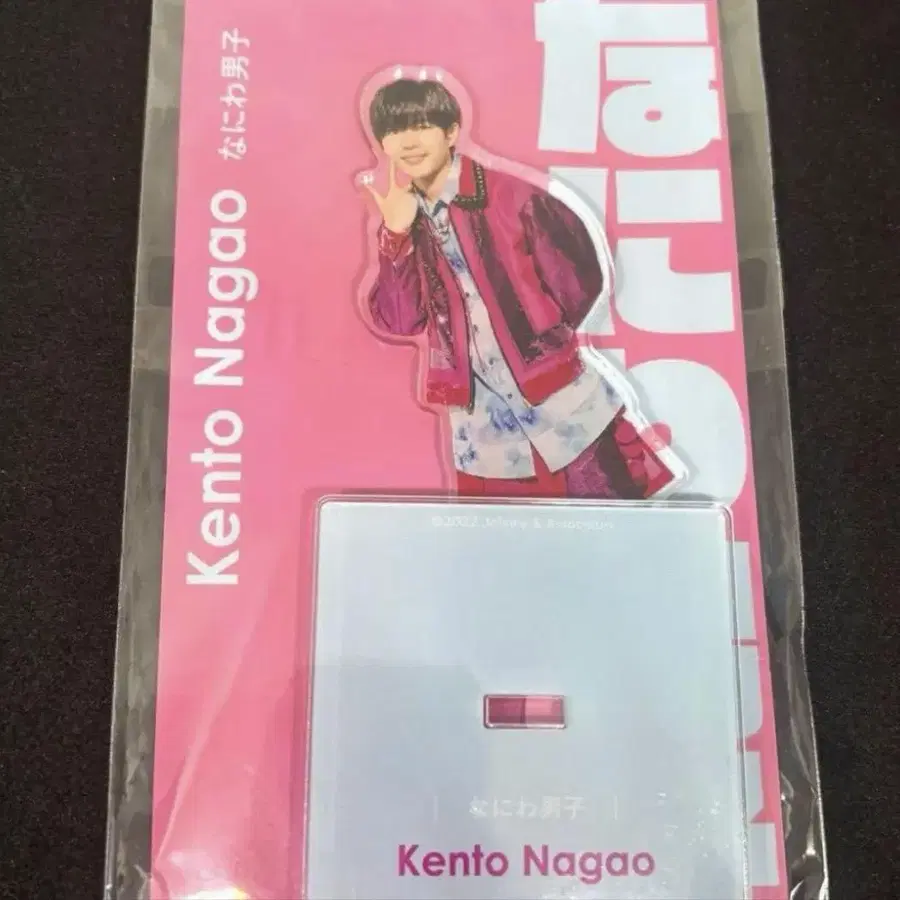 Kento Nagao なにわ男子
なにわ
©2022 Johnny & Associates
なにわ男子
Kento Nagao